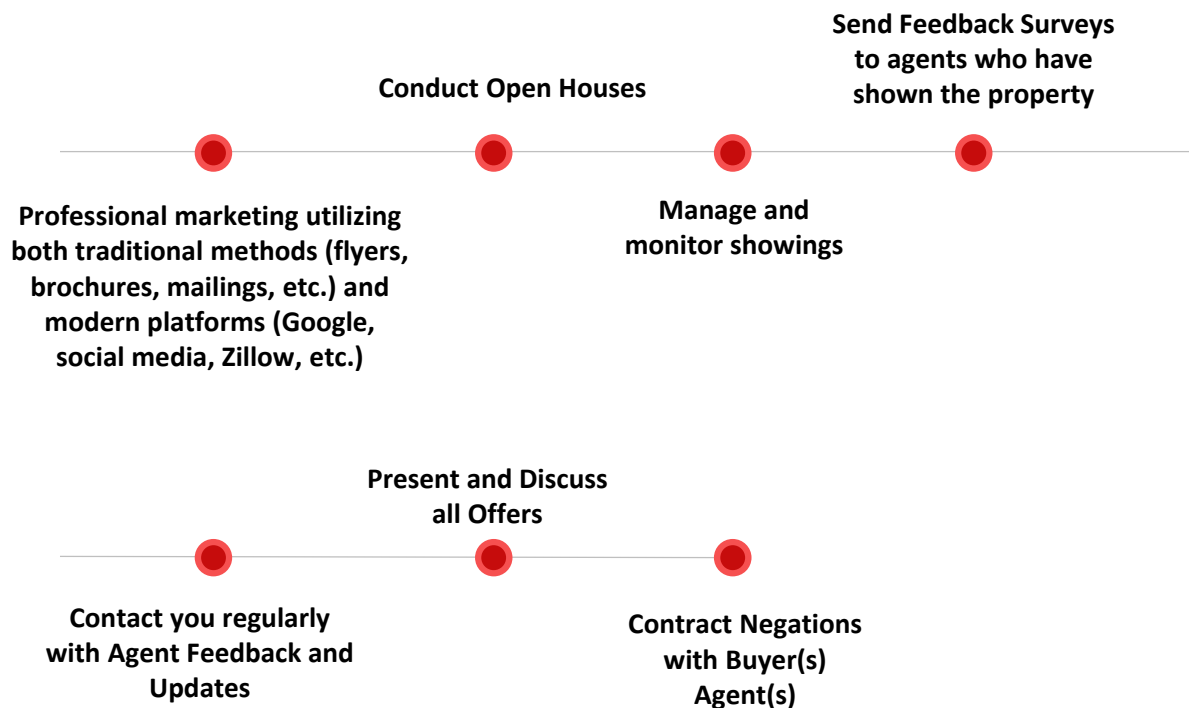 Professional marketing utilizing
both traditional methods (flyers,
brochures, mailings, etc.) and
modern platforms (Google,
social media, Zillow, etc.)
Conduct Open Houses
Manage and
monitor showings
Send Feedback Surveys
to agents who have
shown the property
Contact you regularly
with Agent Feedback and
Updates
Present and Discuss
all Offers
Contract Negations
with Buyer(s)
Agent(s)